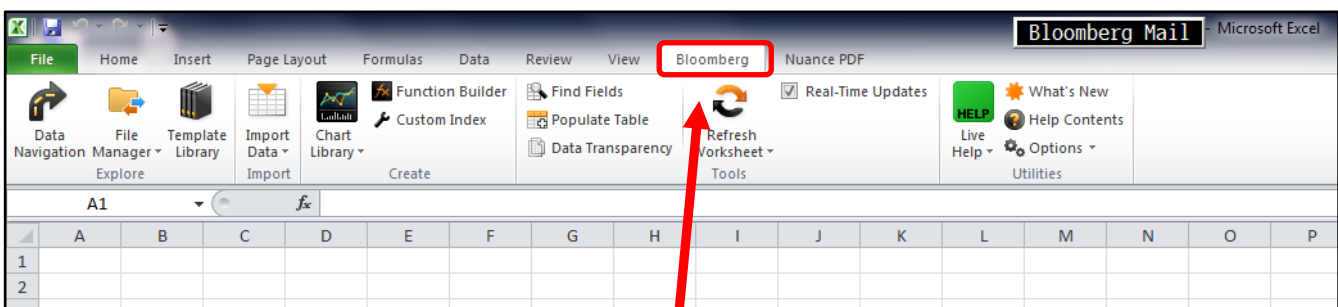 Bloomberg Mail - Microsoft Excel
File Home Insert Page Layout Formulas Data Review View Bloomberg Nuance PDF
Data Navigation
File Manager
Template Library
Explore
Import Data
Import
Chart Library
Function Builder
Custom Index
Create
Find Fields
Populate Table
Data Transparency
Refresh Worksheet
Tools
Real-Time Updates
HELP
Live Help
What's New
Help Contents
Options
Utilities
A1 fx
A B C D E F G H I J K L M N O P
1
2